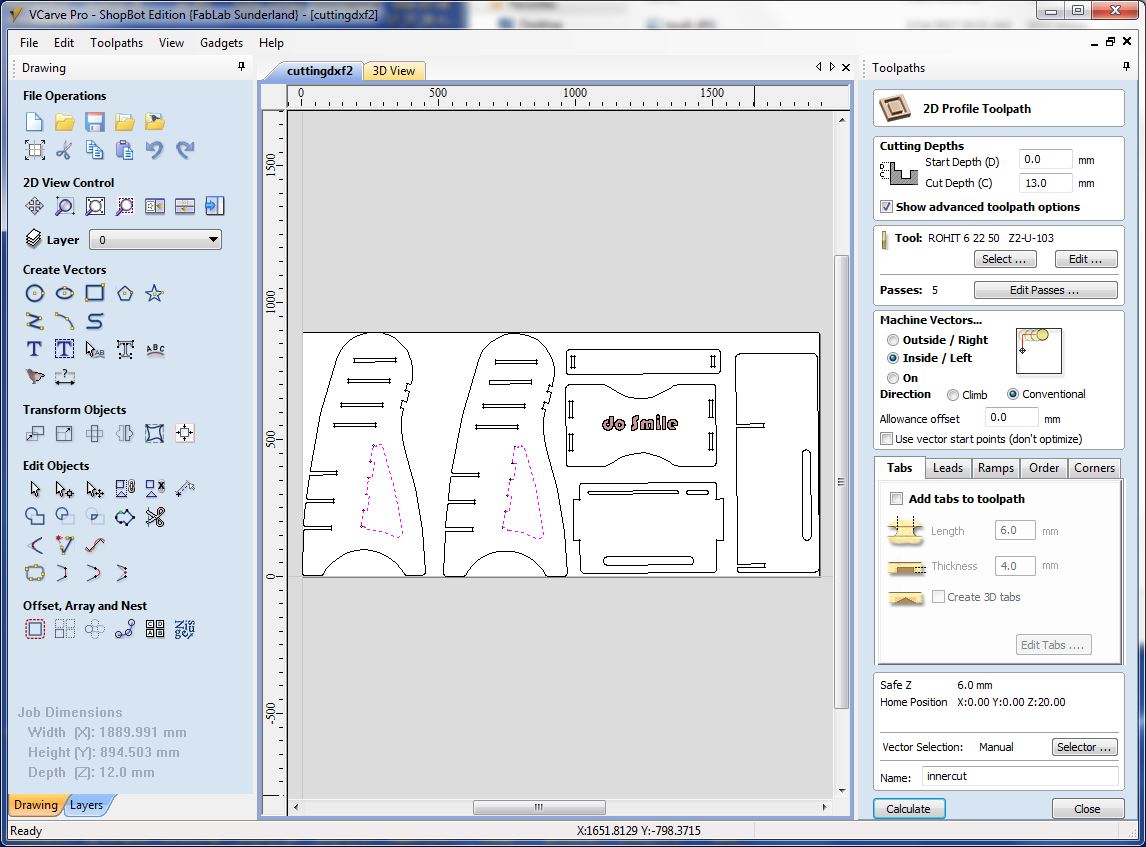 VCarve Pro - ShopBot Edition {FabLab Sunderland} - [cuttingdxf2]
File Edit Toolpaths View Gadgets Help
Drawing
File Operations
2D View Control
Layer 0
Create Vectors
Transform Objects
Edit Objects
Offset, Array and Nest
Job Dimensions
Width (X): 1889.991 mm
Height (Y): 894.503 mm
Depth (Z): 12.0 mm
Drawing Layers
Ready
cuttingdxf2 3D View
0 500 1000 1500
1500
1000
500
0
-500
do Smile
X:1651.8129 Y:-798.3715
Toolpaths
2D Profile Toolpath
Cutting Depths
Start Depth (D) 0.0 mm
Cut Depth (C) 13.0 mm
Show advanced toolpath options
Tool: ROHIT 6 22 50 Z2-U-103
Select ... Edit ...
Passes: 5 Edit Passes ...
Machine Vectors...
Outside / Right
Inside / Left
On
Direction Climb Conventional
Allowance offset 0.0 mm
Use vector start points (don't optimize)
Tabs Leads Ramps Order Corners
Add tabs to toolpath
Length 6.0 mm
Thickness 4.0 mm
Create 3D tabs
Edit Tabs ....
Safe Z 6.0 mm
Home Position X:0.00 Y:0.00 Z:20.00
Vector Selection: Manual Selector ...
Name: innercut
Calculate Close